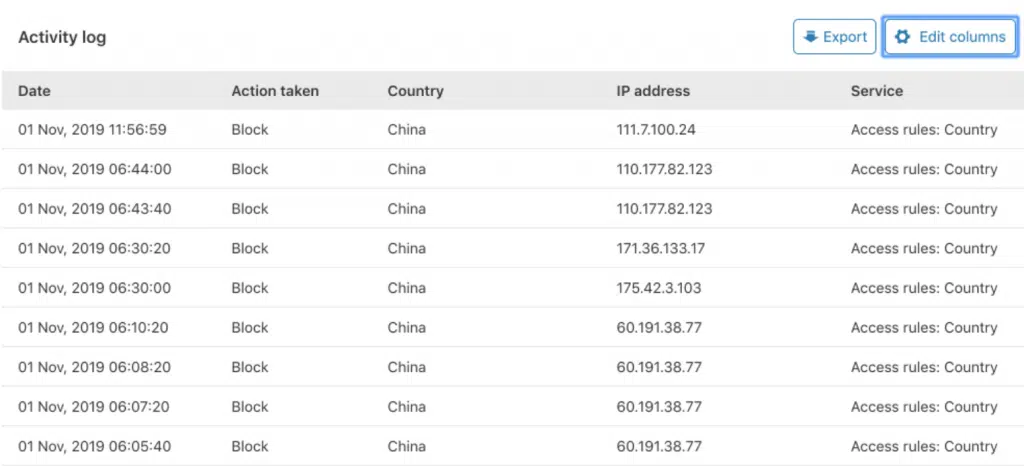 Activity log Export Edit columns
Date Action taken Country IP address Service
01 Nov, 2019 11:56:59 Block China 111.7.100.24 Access rules: Country
01 Nov, 2019 06:44:00 Block China 110.177.82.123 Access rules: Country
01 Nov, 2019 06:43:40 Block China 110.177.82.123 Access rules: Country
01 Nov, 2019 06:30:20 Block China 171.36.133.17 Access rules: Country
01 Nov, 2019 06:30:00 Block China 175.42.3.103 Access rules: Country
01 Nov, 2019 06:10:20 Block China 60.191.38.77 Access rules: Country
01 Nov, 2019 06:08:20 Block China 60.191.38.77 Access rules: Country
01 Nov, 2019 06:07:20 Block China 60.191.38.77 Access rules: Country
01 Nov, 2019 06:05:40 Block China 60.191.38.77 Access rules: Country